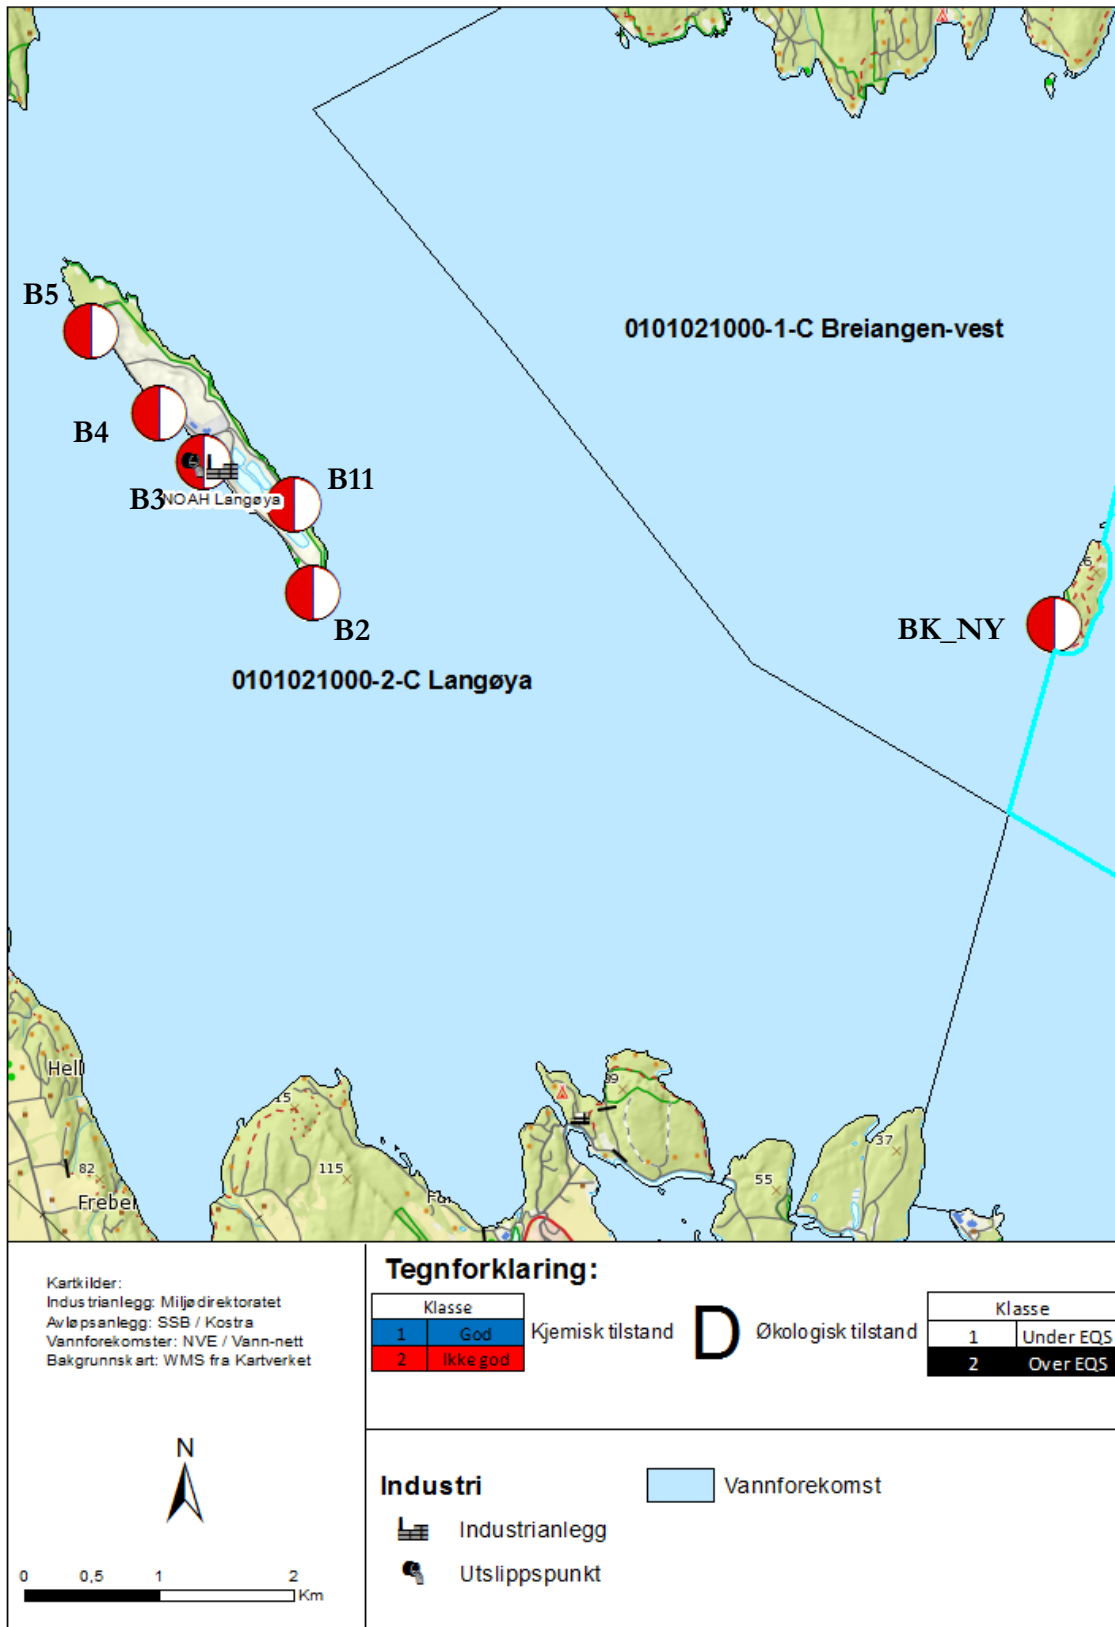 B5
0101021000-1-C Breiangen-vest
B4
B11
B3
NOAH Langøya
B2
BK_NY
0101021000-2-C Langøya
Hell
15
39
37
82
115
55
Frebe
Kartkilder:
Industrianlegg: Miljødirektoratet
Avløpsanlegg: SSB / Kostra
Vannforekomster: NVE / Vann-nett
Bakgrunnskart: WMS fra Kartverket
N
0 0,5 1 2
Km
Tegnforklaring:
Klasse
1 God
2 Ikke god
Kjemisk tilstand
D
Økologisk tilstand
Klasse
1 Under EQS
2 Over EQS
Industri
Vannforekomst
Industrianlegg
Utslippspunkt